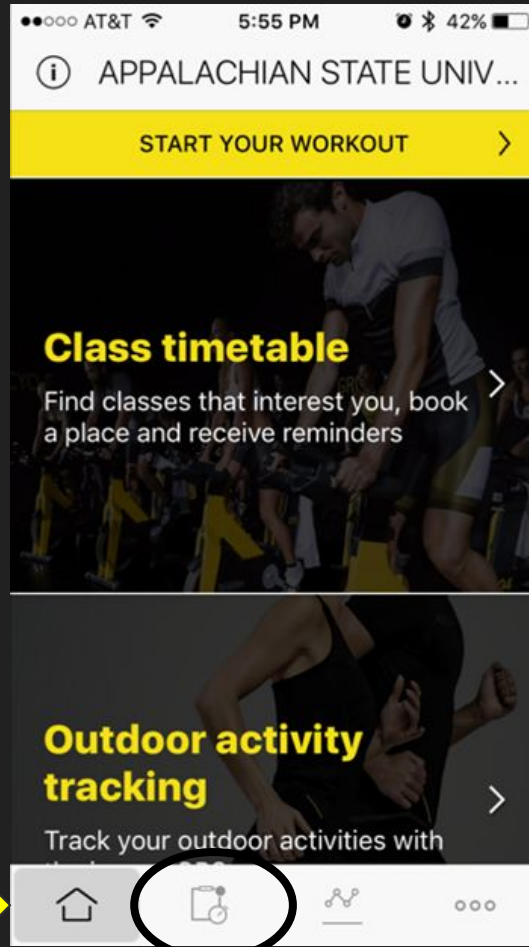 AT&T 5:55 PM 42%
APPALACHIAN STATE UNIV...
START YOUR WORKOUT
Class timetable
Find classes that interest you, book
a place and receive reminders
Outdoor activity
tracking
Track your outdoor activities with